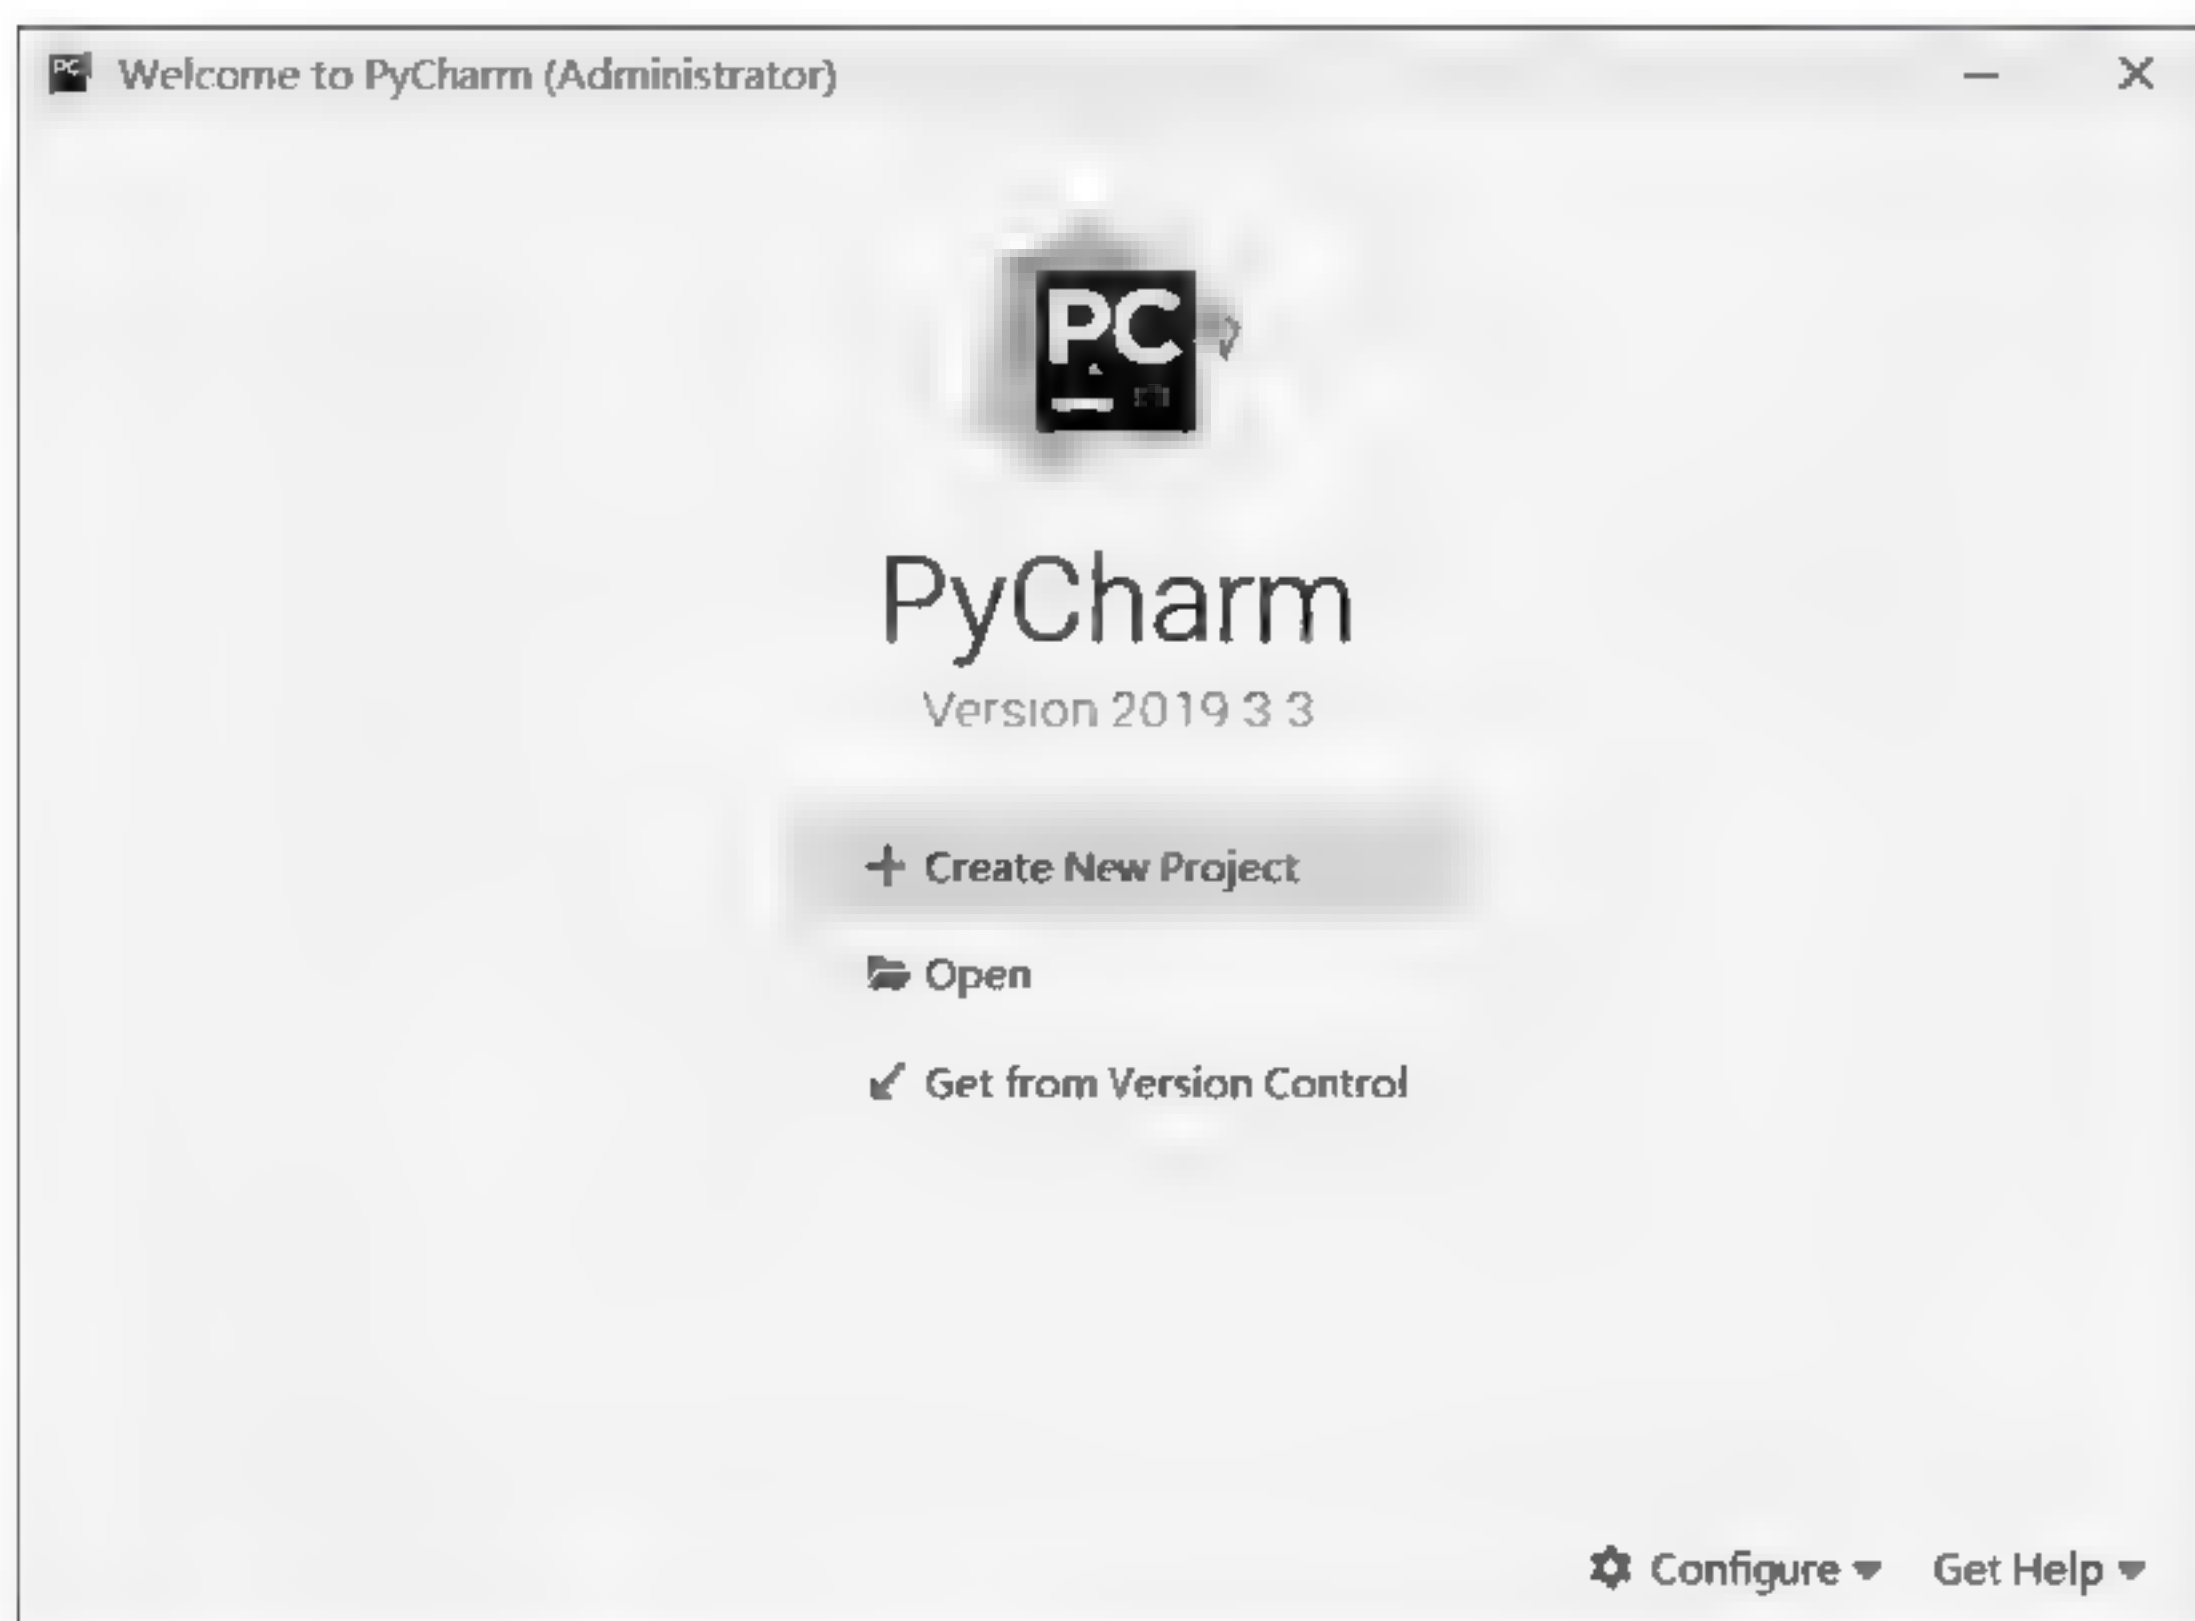 PC Welcome to PyCharm (Administrator)
PC
PyCharm
Version 2019 3 3
Create New Project
Open
Get from Version Control
Configure Get Help